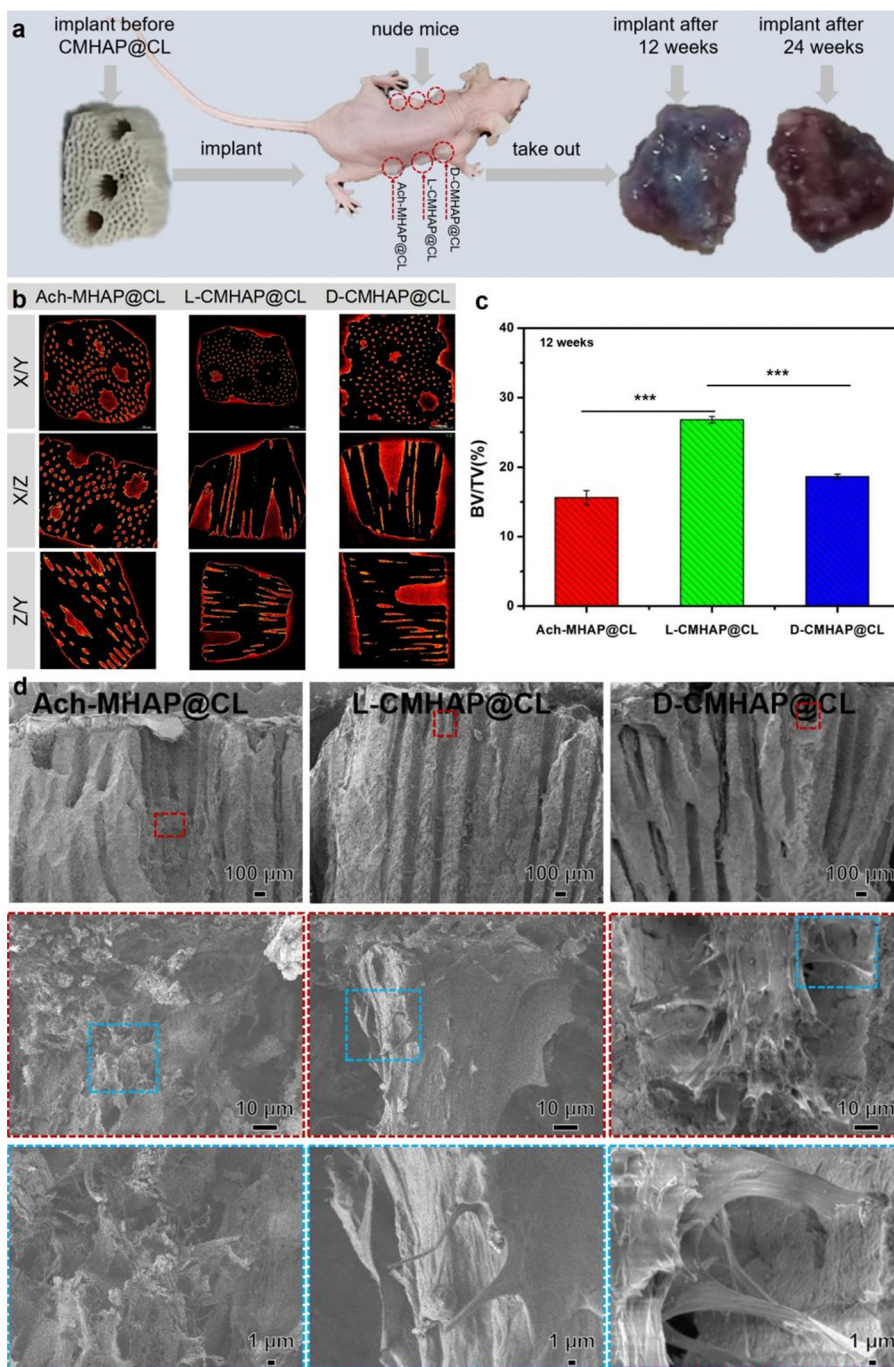 a
implant before
CMHAP@CL
nude mice
implant after
12 weeks
implant after
24 weeks
implant
take out
Ach-MHAP@CL
L-CMHAP@CL
D-CMHAP@CL
b
Ach-MHAP@CL L-CMHAP@CL D-CMHAP@CL
X/Y
X/Z
Z/Y
c
12 weeks
***
***
BV/TV(%)
40
30
20
10
0
Ach-MHAP@CL L-CMHAP@CL D-CMHAP@CL
d
Ach-MHAP@CL L-CMHAP@CL D-CMHAP@CL
100 μm 100 μm 100 μm
10 μm 10 μm 10 μm
1 μm 1 μm 1 μm